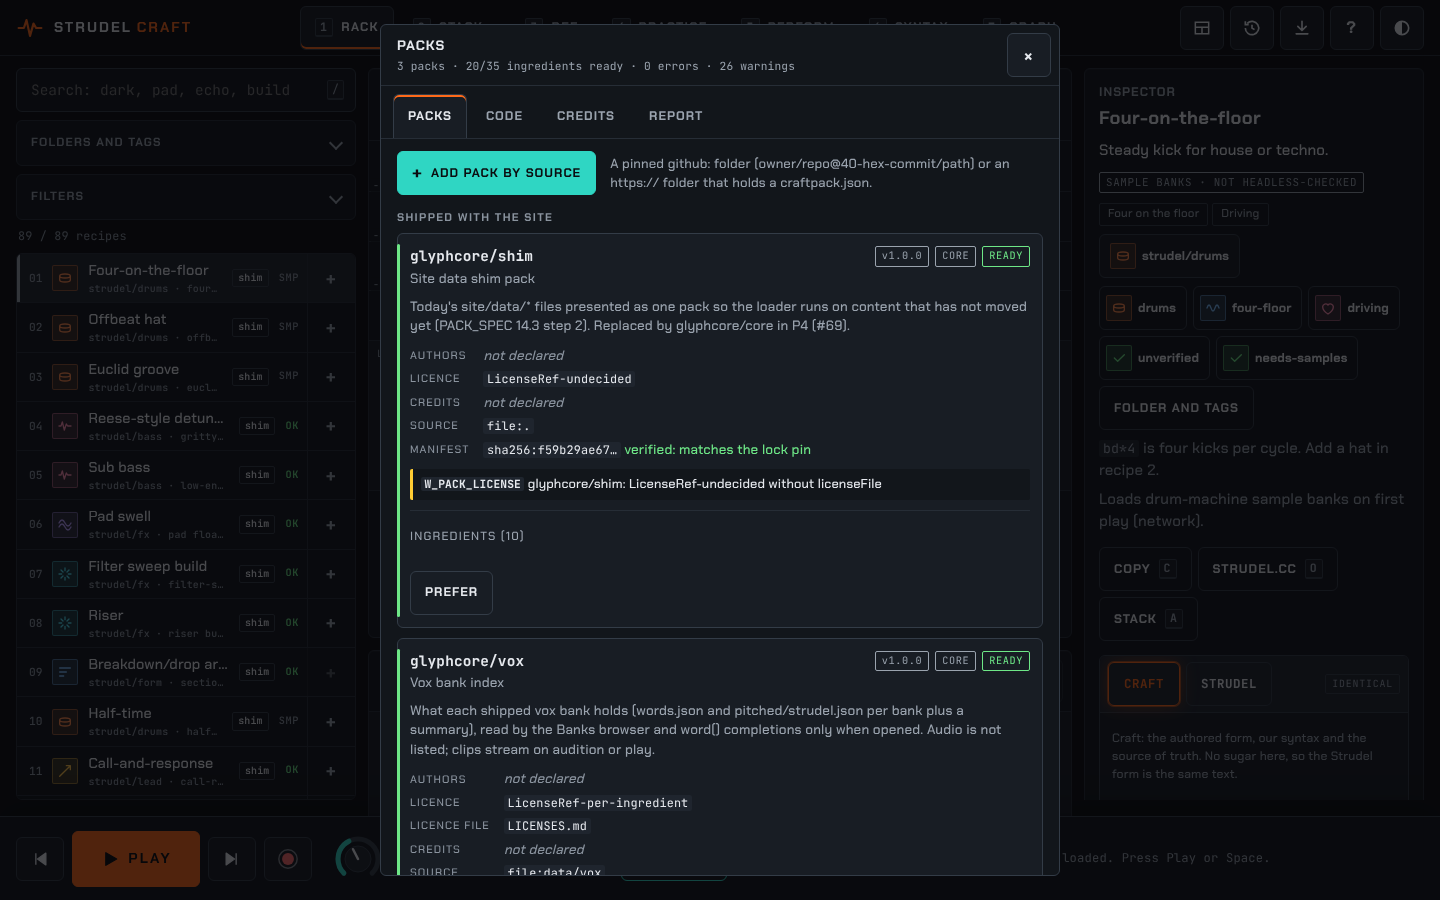 STRUDEL CRAFT
1 RACK
?
Search: dark, pad, echo, build /
FOLDERS AND TAGS
FILTERS
89 / 89 recipes
01 Four-on-the-floor shim SMP +
strudel/drums · four…
02 Offbeat hat shim SMP +
strudel/drums · offb…
03 Euclid groove shim SMP +
strudel/drums · eucl…
04 Reese-style detun… shim OK +
strudel/bass · gritty…
05 Sub bass shim OK +
strudel/bass · low-en…
06 Pad swell shim OK +
strudel/fx · pad floa…
07 Filter sweep build shim OK +
strudel/fx · filter-s…
08 Riser shim OK +
strudel/fx · riser bu…
09 Breakdown/drop ar… shim OK +
strudel/form · sectio…
10 Half-time shim SMP +
strudel/drums · half…
11 Call-and-response shim OK +
strudel/lead · call-r…
PLAY
PACKS
3 packs · 20/35 ingredients ready · 0 errors · 26 warnings
×
PACKS CODE CREDITS REPORT
+ ADD PACK BY SOURCE
A pinned github: folder (owner/repo@40-hex-commit/path) or an
https:// folder that holds a craftpack.json.
SHIPPED WITH THE SITE
glyphcore/shim v1.0.0 CORE READY
Site data shim pack
Today's site/data/* files presented as one pack so the loader runs on content that has not moved
yet (PACK_SPEC 14.3 step 2). Replaced by glyphcore/core in P4 (#69).
AUTHORS not declared
LICENCE LicenseRef-undecided
CREDITS not declared
SOURCE file:.
MANIFEST sha256:f59b29ae67… verified: matches the lock pin
W_PACK_LICENSE glyphcore/shim: LicenseRef-undecided without licenseFile
INGREDIENTS (10)
PREFER
glyphcore/vox v1.0.0 CORE READY
Vox bank index
What each shipped vox bank holds (words.json and pitched/strudel.json per bank plus a
summary), read by the Banks browser and word() completions only when opened. Audio is not
listed; clips stream on audition or play.
AUTHORS not declared
LICENCE LicenseRef-per-ingredient
LICENCE FILE LICENSES.md
CREDITS not declared
SOURCE file:data/vox
INSPECTOR
Four-on-the-floor
Steady kick for house or techno.
SAMPLE BANKS · NOT HEADLESS-CHECKED
Four on the floor Driving
strudel/drums
drums four-floor driving
unverified needs-samples
FOLDER AND TAGS
bd*4 is four kicks per cycle. Add a hat in
recipe 2.
Loads drum-machine sample banks on first
play (network).
COPY C STRUDEL.CC O
STACK A
CRAFT STRUDEL IDENTICAL
Craft: the authored form, our syntax and the
source of truth. No sugar here, so the Strudel
form is the same text.
loaded. Press Play or Space.